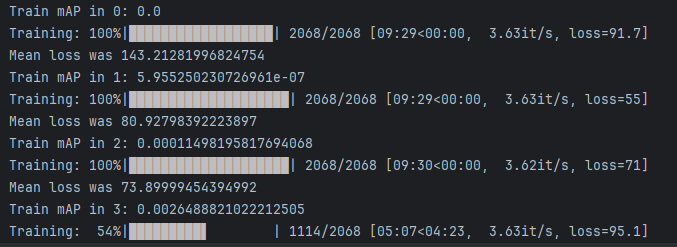 Train mAP in 0: 0.0
Training: 100%|██████████| 2068/2068 [09:29<00:00,  3.63it/s, loss=91.7]
Mean loss was 143.21281996824754
Train mAP in 1: 5.955250230726961e-07
Training: 100%|██████████| 2068/2068 [09:29<00:00,  3.63it/s, loss=55]
Mean loss was 80.92798392223897
Train mAP in 2: 0.00011498195817694068
Training: 100%|██████████| 2068/2068 [09:30<00:00,  3.62it/s, loss=71]
Mean loss was 73.89999454394992
Train mAP in 3: 0.0026488821022212505
Training:  54%|█████     | 1114/2068 [05:07<04:23,  3.63it/s, loss=95.1]